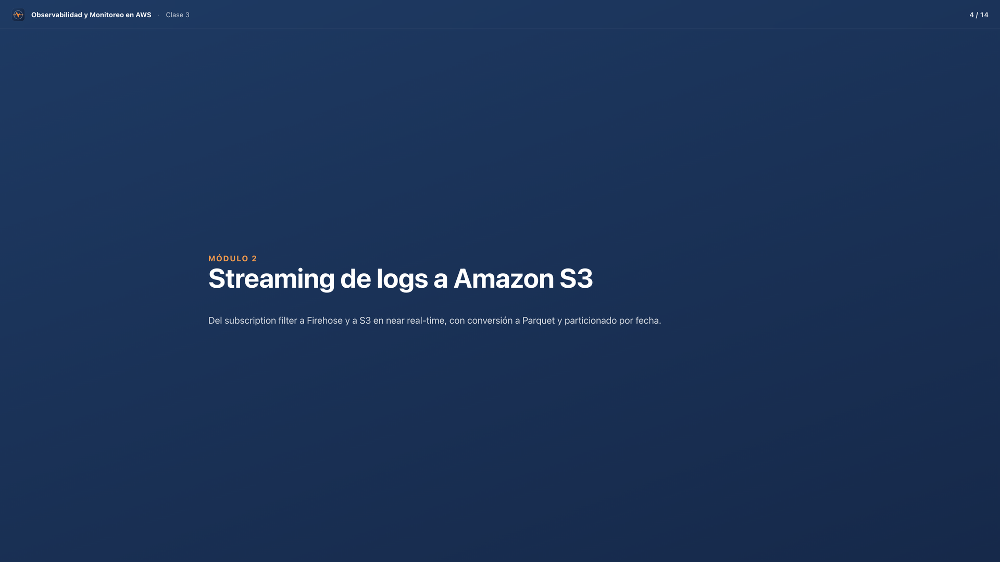 Observabilidad y Monitoreo en AWS · Clase 3
4 / 14
MÓDULO 2
Streaming de logs a Amazon S3
Del subscription filter a Firehose y a S3 en near real-time, con conversión a Parquet y particionado por fecha.